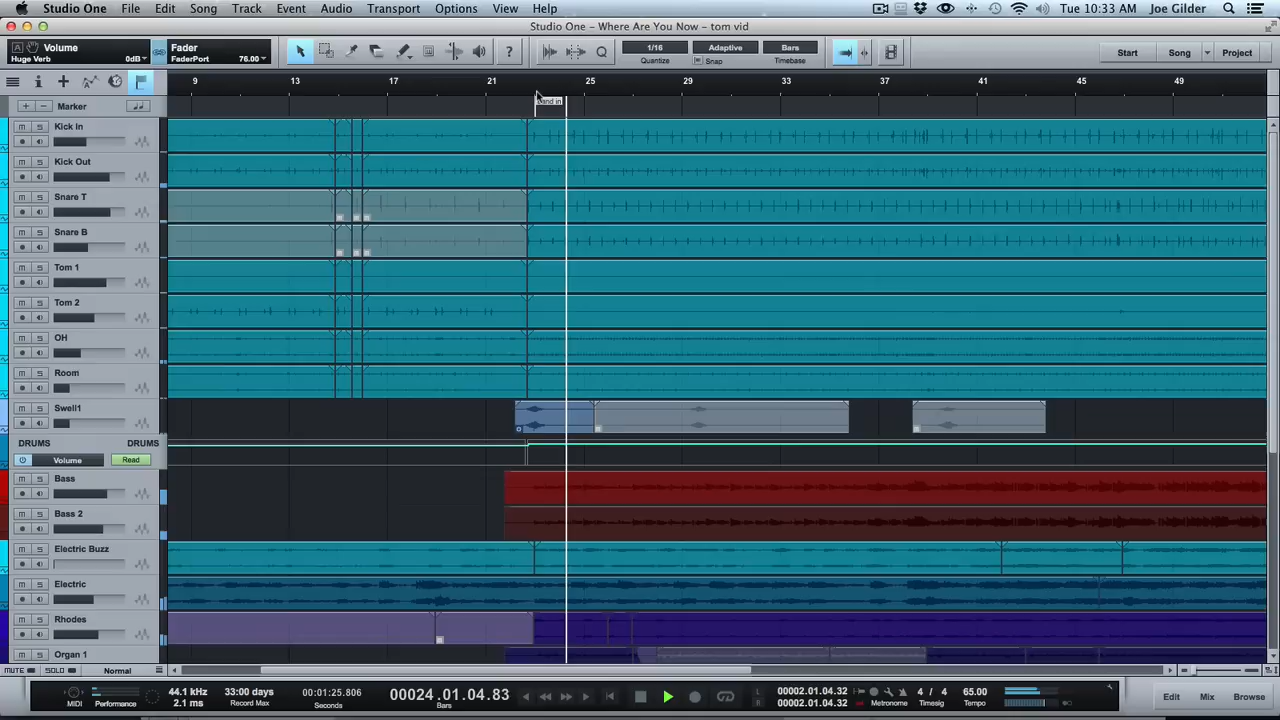 Studio One File Edit Song Track Event Audio Transport Options View Help Tue 10:33 AM Joe Gilder
Studio One – Where Are You Now – tom vid
Volume Fader 1/16 Adaptive Bars Start Song Project
Huge Verb 0dB FaderPort 76.00 Quantize Snap Timebase
9 13 17 21 25 29 33 37 41 45 49
Marker band in
Kick In
M S
Kick Out
M S
Snare T
M S
Snare B
M S
Tom 1
M S
Tom 2
M S
OH
M S
Room
M S
Swell1
M S
DRUMS DRUMS
Volume Read
Bass
M S
Bass 2
M S
Electric Buzz
M S
Electric
M S
Rhodes
M S
Organ 1
M S
MUTE SOLO Normal
44.1 kHz 33:00 days 00:01:25.806 00024.01.04.83 L 00002.01.04.32 4 / 4 65.00 Edit Mix Browse
MIDI Performance 2.1 ms Record Max Seconds Bars R 00002.01.04.32 Metronome Timesig Tempo